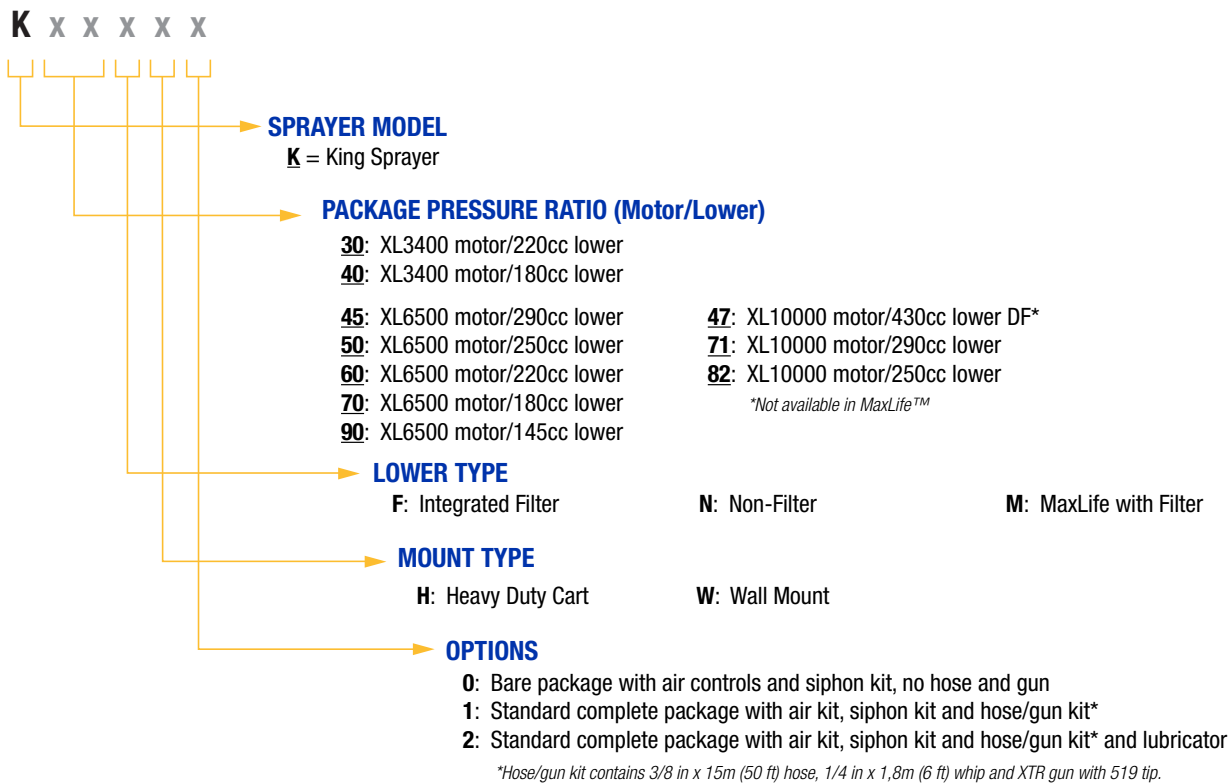 K x x x x x
SPRAYER MODEL
K = King Sprayer
PACKAGE PRESSURE RATIO (Motor/Lower)
30: XL3400 motor/220cc lower
40: XL3400 motor/180cc lower
45: XL6500 motor/290cc lower
50: XL6500 motor/250cc lower
60: XL6500 motor/220cc lower
70: XL6500 motor/180cc lower
90: XL6500 motor/145cc lower
47: XL10000 motor/430cc lower DF*
71: XL10000 motor/290cc lower
82: XL10000 motor/250cc lower
*Not available in MaxLife™
LOWER TYPE
F: Integrated Filter N: Non-Filter M: MaxLife with Filter
MOUNT TYPE
H: Heavy Duty Cart W: Wall Mount
OPTIONS
0: Bare package with air controls and siphon kit, no hose and gun
1: Standard complete package with air kit, siphon kit and hose/gun kit*
2: Standard complete package with air kit, siphon kit and hose/gun kit* and lubricator
*Hose/gun kit contains 3/8 in x 15m (50 ft) hose, 1/4 in x 1,8m (6 ft) whip and XTR gun with 519 tip.